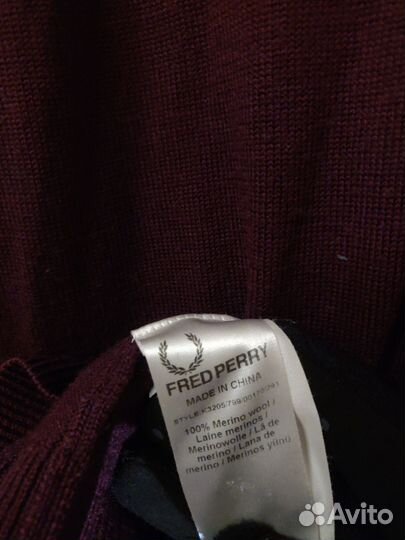 FRED PERRY
MADE IN CHINA
100% Merino wool /
Laine merinos /
Merinowolle / Lã de
merino / Lana de
merino / Merinos yünü
Avito